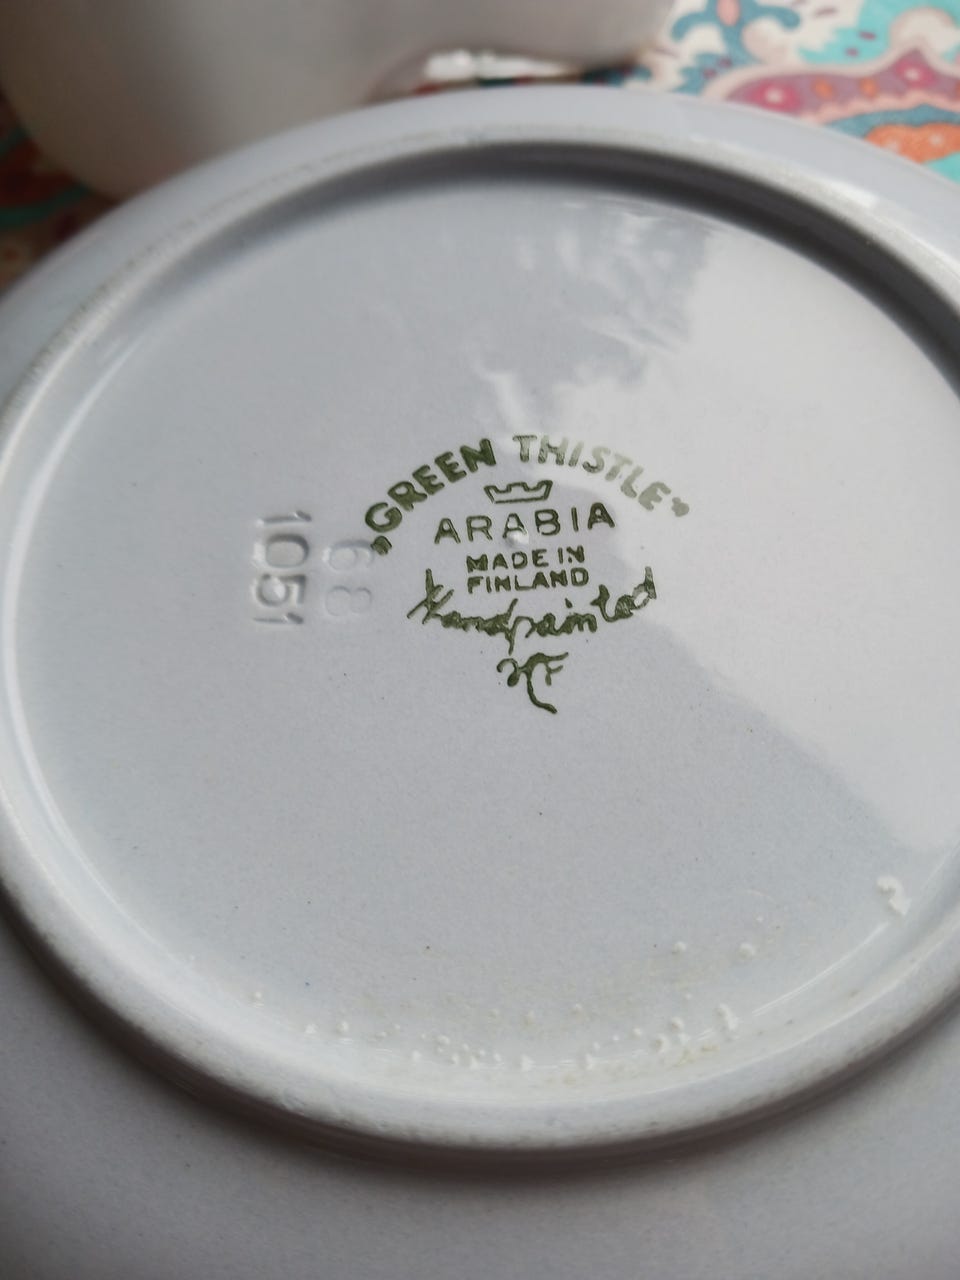 "GREEN THISTLE"
ARABIA
MADE IN
FINLAND
Handpainted
1051
68